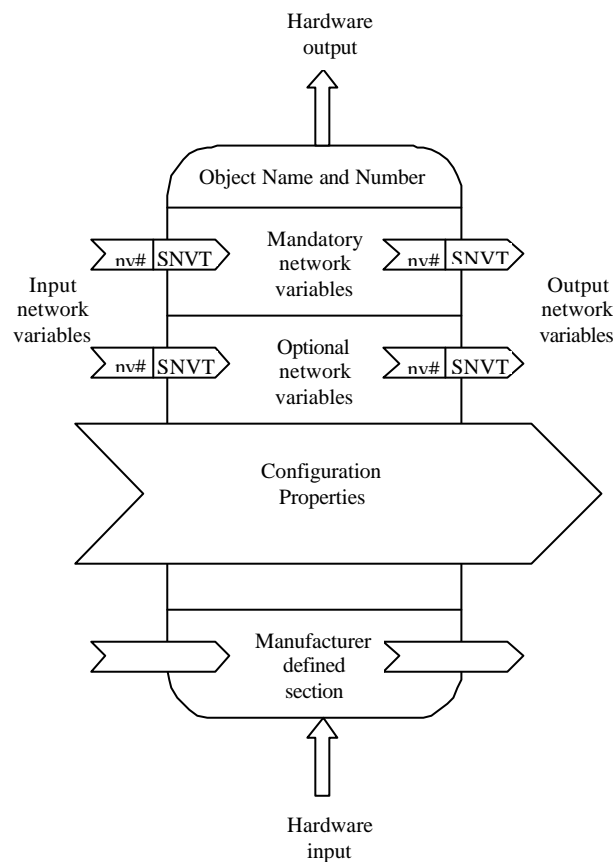 Hardware
output
Object Name and Number
Mandatory
network
variables
nv# SNVT
nv# SNVT
Input
network
variables
Output
network
variables
Optional
network
variables
nv# SNVT
nv# SNVT
Configuration
Properties
Manufacturer
defined
section
Hardware
input